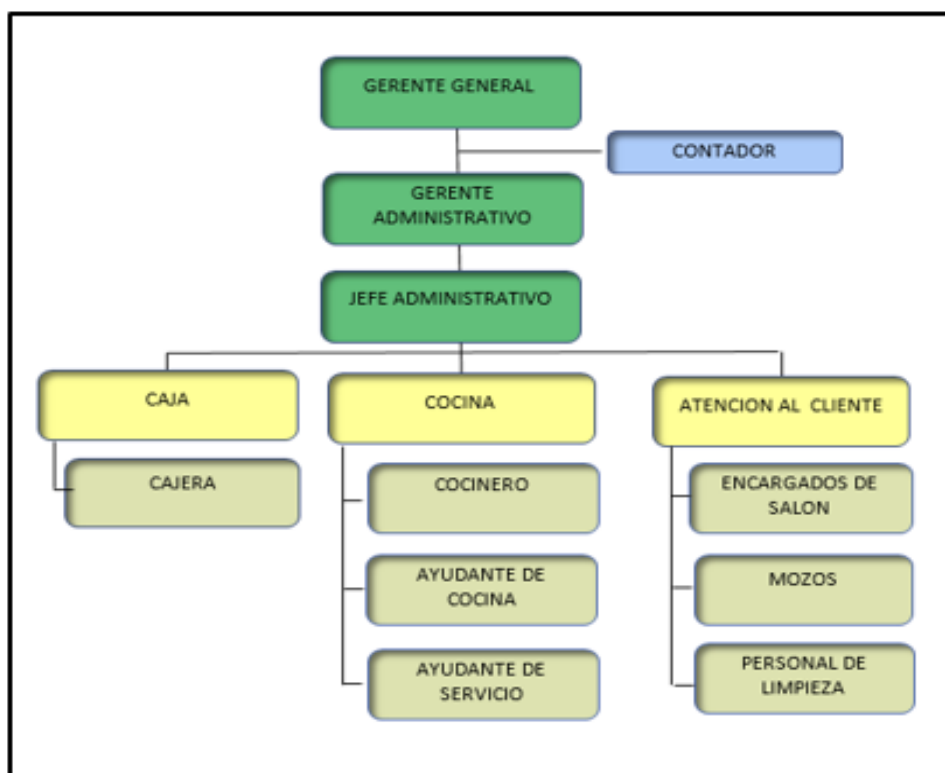 GERENTE GENERAL
CONTADOR
GERENTE
ADMINISTRATIVO
JEFE ADMINISTRATIVO
CAJA
CAJERA
COCINA
COCINERO
AYUDANTE DE
COCINA
AYUDANTE DE
SERVICIO
ATENCION AL CLIENTE
ENCARGADOS DE
SALON
MOZOS
PERSONAL DE
LIMPIEZA